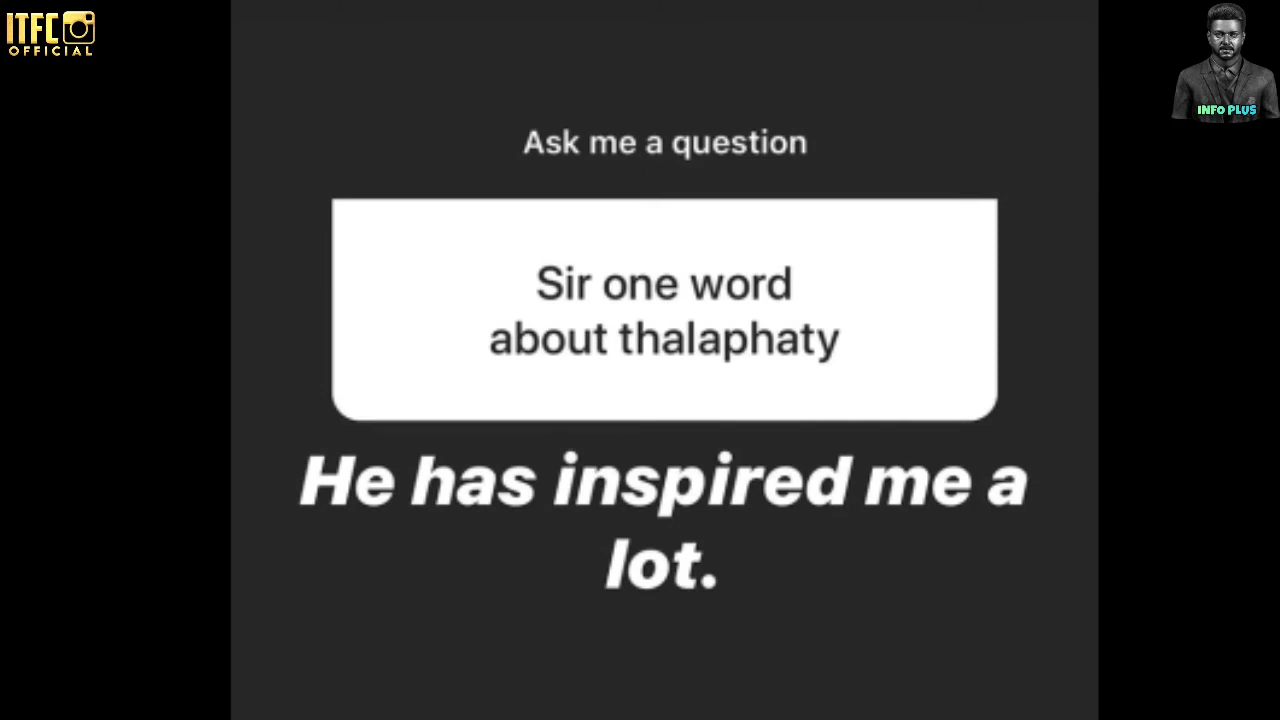 ITFC
OFFICIAL
INFO PLUS
Ask me a question
Sir one word
about thalaphaty
He has inspired me a
lot.